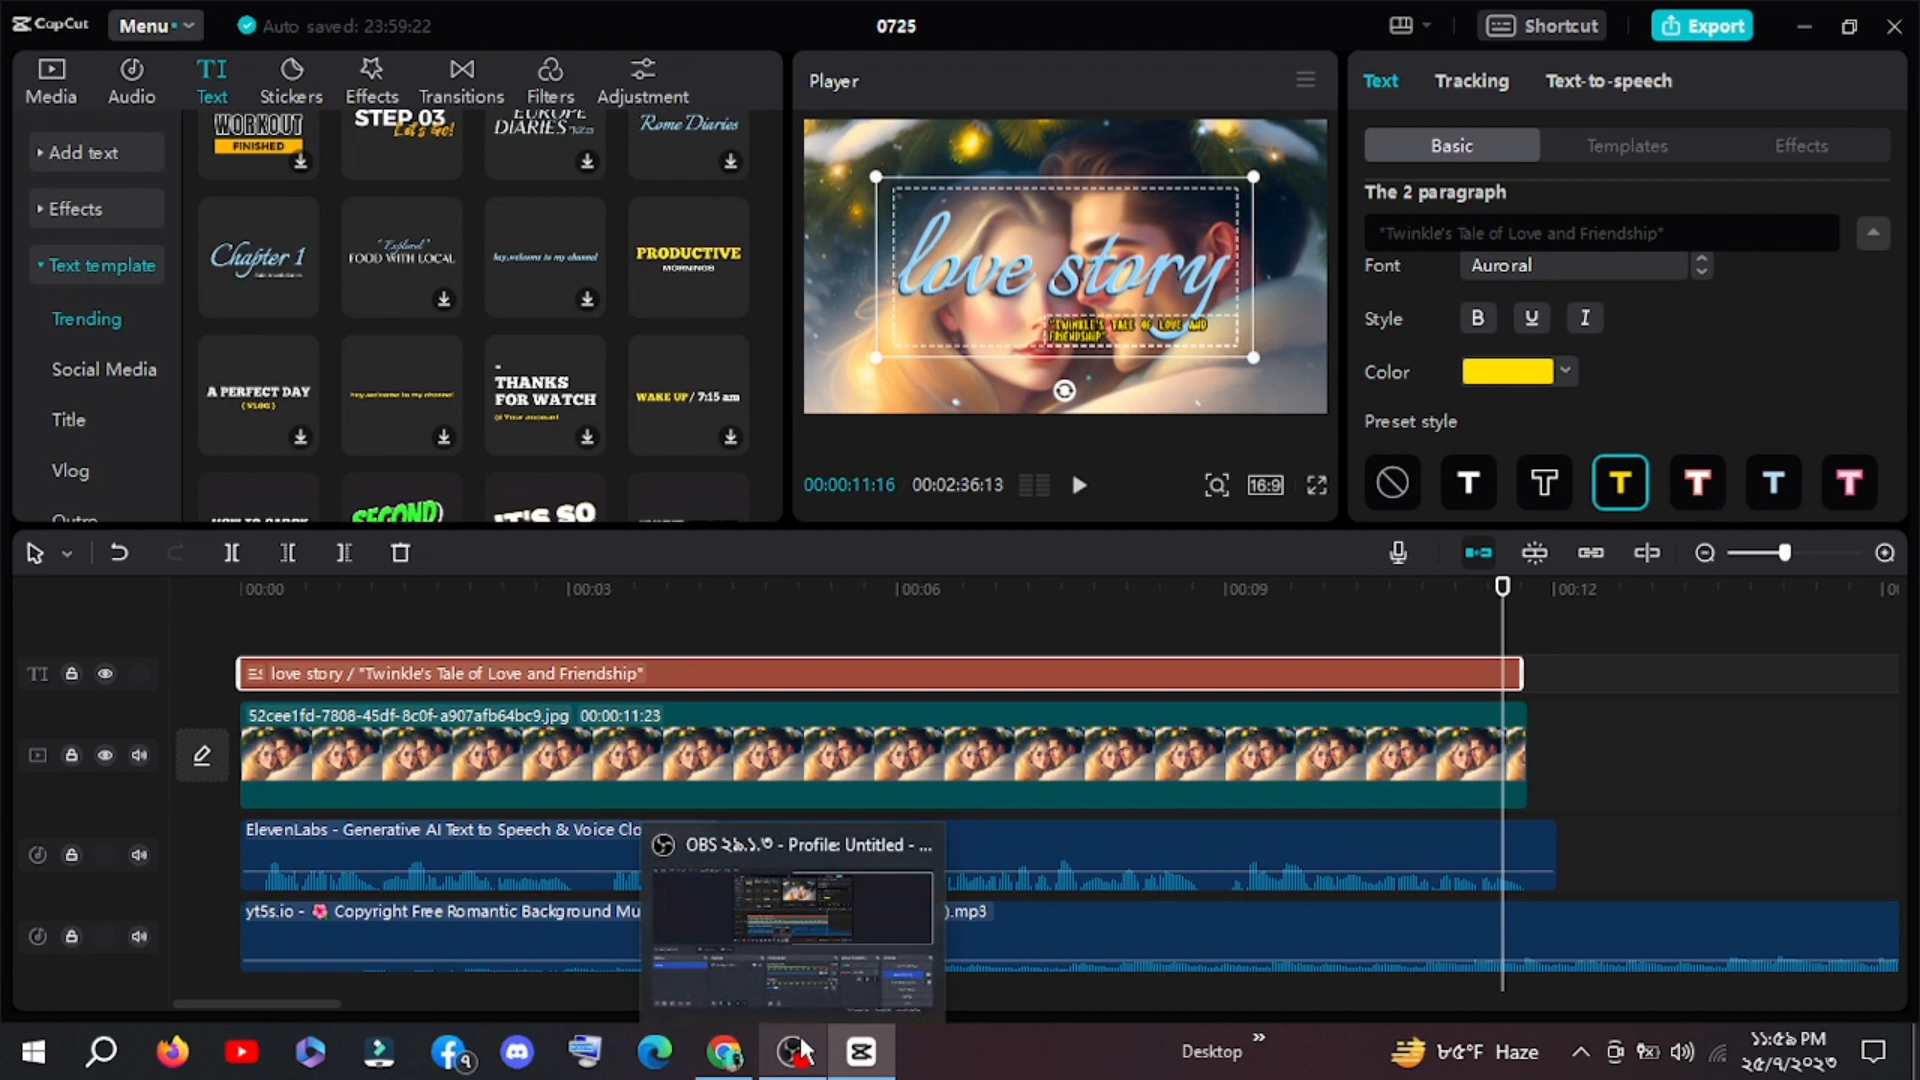 CapCut
Menu
Auto saved: 23:59:22
0725
Shortcut
Export
Media
Audio
TI
Text
Stickers
Effects
Transitions
Filters
Adjustment
Add text
Effects
Text template
Trending
Social Media
Title
Vlog
Outro
WORKOUT
FINISHED
STEP 03
Let's Go!
EUROPE
DIARIES
Rome Diaries
Chapter 1
"Explored"
FOOD WITH LOCAL
hey, welcome to my channel
PRODUCTIVE
MORNINGS
A PERFECT DAY
( VLOG )
hey, welcome to my channel
THANKS
FOR WATCH
@ Your account
WAKE UP / 7:15 am
SECOND
IT'S SO
Player
love story
"TWINKLE'S TALE OF LOVE AND
FRIENDSHIP"
00:00:11:16
00:02:36:13
16:9
Text
Tracking
Text-to-speech
Basic
Templates
Effects
The 2 paragraph
"Twinkle's Tale of Love and Friendship"
Font
Auroral
Style
B U I
Color
Preset style
T T T T T T
00:00
00:03
00:06
00:09
00:12
TI
love story / "Twinkle's Tale of Love and Friendship"
52cee1fd-7808-45df-8c0f-a907afb64bc9.jpg 00:00:11:23
ElevenLabs - Generative AI Text to Speech & Voice Clo
OBS ২৯.১.৩ - Profile: Untitled - ...
yt5s.io - 🌺 Copyright Free Romantic Background Mu
).mp3
৯
Desktop
৮৫°F Haze
১১:৫৯ PM
২৫/৭/২০২৩